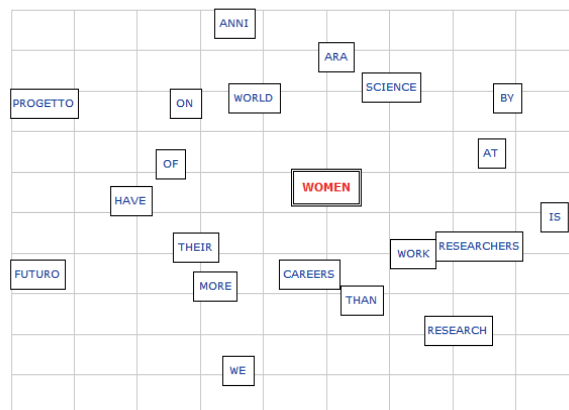 ANNI
ARA
SCIENCE
PROGETTO
ON
WORLD
BY
OF
AT
WOMEN
HAVE
IS
THEIR
WORK
RESEARCHERS
FUTURO
MORE
CAREERS
THAN
RESEARCH
WE